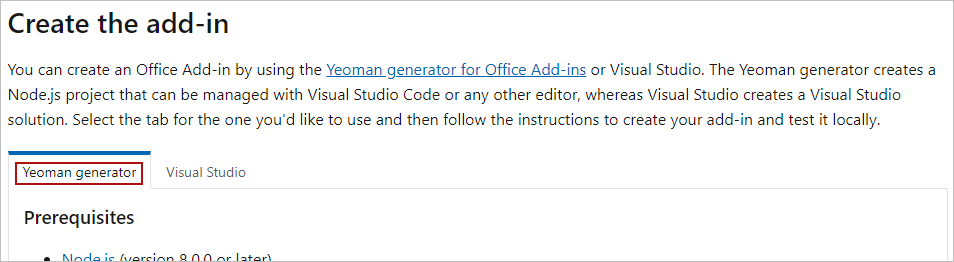 Create the add-in
You can create an Office Add-in by using the Yeoman generator for Office Add-ins or Visual Studio. The Yeoman generator creates a
Node.js project that can be managed with Visual Studio Code or any other editor, whereas Visual Studio creates a Visual Studio
solution. Select the tab for the one you'd like to use and then follow the instructions to create your add-in and test it locally.
Yeoman generator
Visual Studio
Prerequisites
• Node.js (version 8.0.0 or later)